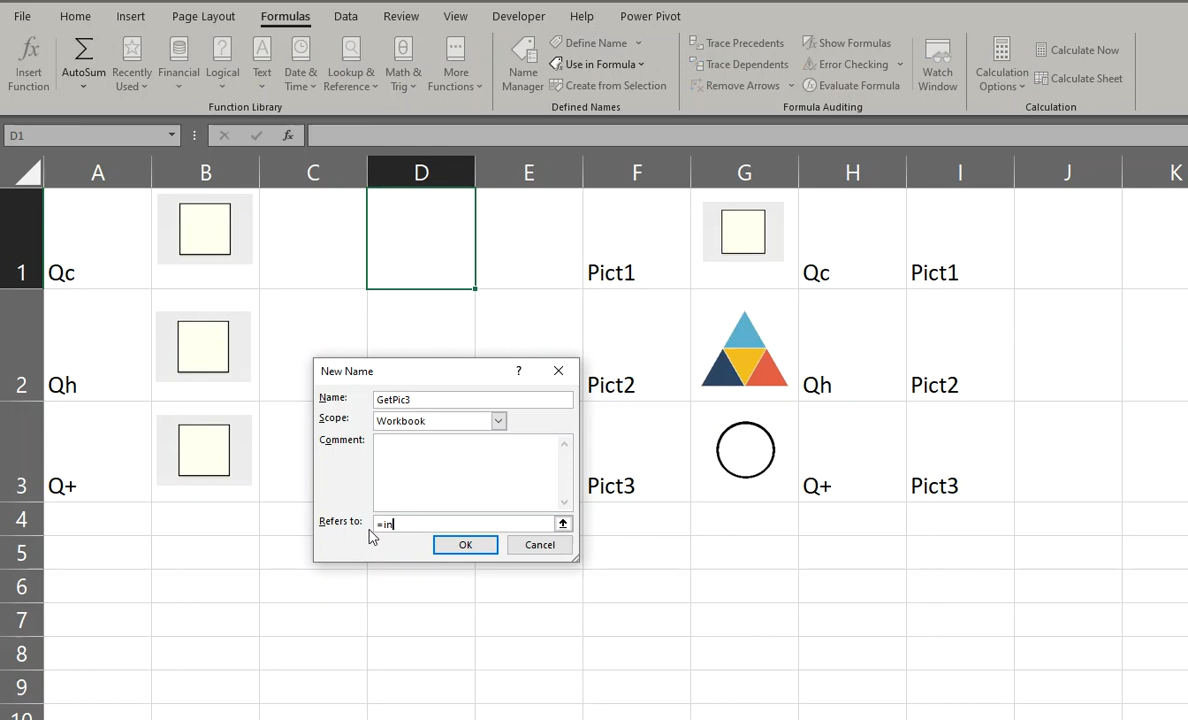 File Home Insert Page Layout Formulas Data Review View Developer Help Power Pivot
fx Insert Function
AutoSum
Recently Used
Financial
Logical
Text
Date & Time
Lookup & Reference
Math & Trig
More Functions
Function Library
Name Manager
Define Name
Use in Formula
Create from Selection
Defined Names
Trace Precedents
Trace Dependents
Remove Arrows
Show Formulas
Error Checking
Evaluate Formula
Formula Auditing
Watch Window
Calculation Options
Calculate Now
Calculate Sheet
Calculation
D1 fx
A B C D E F G H I J K
1 Qc Pict1 Qc Pict1
2 Qh Pict2 Qh Pict2
3 Q+ Pict3 Q+ Pict3
4
5
6
7
8
9
10
New Name ?
Name: GetPic3
Scope: Workbook
Comment:
Refers to: =in
OK Cancel